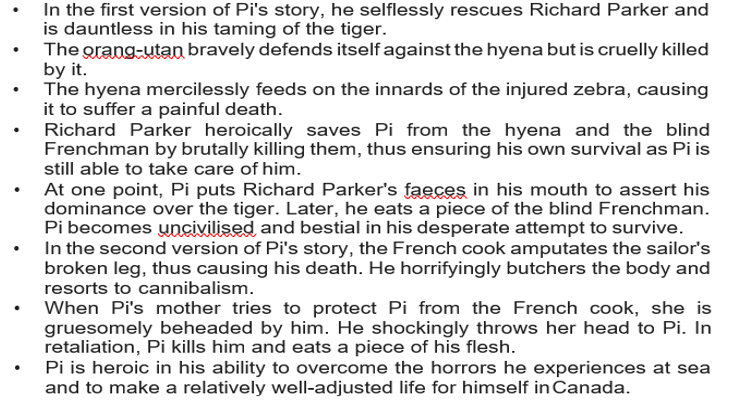 • In the first version of Pi's story, he selflessly rescues Richard Parker and
is dauntless in his taming of the tiger.
• The orang-utan bravely defends itself against the hyena but is cruelly killed
by it.
• The hyena mercilessly feeds on the innards of the injured zebra, causing
it to suffer a painful death.
• Richard Parker heroically saves Pi from the hyena and the blind
Frenchman by brutally killing them, thus ensuring his own survival as Pi is
still able to take care of him.
• At one point, Pi puts Richard Parker's faeces in his mouth to assert his
dominance over the tiger. Later, he eats a piece of the blind Frenchman.
Pi becomes uncivilised and bestial in his desperate attempt to survive.
• In the second version of Pi's story, the French cook amputates the sailor's
broken leg, thus causing his death. He horrifyingly butchers the body and
resorts to cannibalism.
• When Pi's mother tries to protect Pi from the French cook, she is
gruesomely beheaded by him. He shockingly throws her head to Pi. In
retaliation, Pi kills him and eats a piece of his flesh.
• Pi is heroic in his ability to overcome the horrors he experiences at sea
and to make a relatively well-adjusted life for himself in Canada.